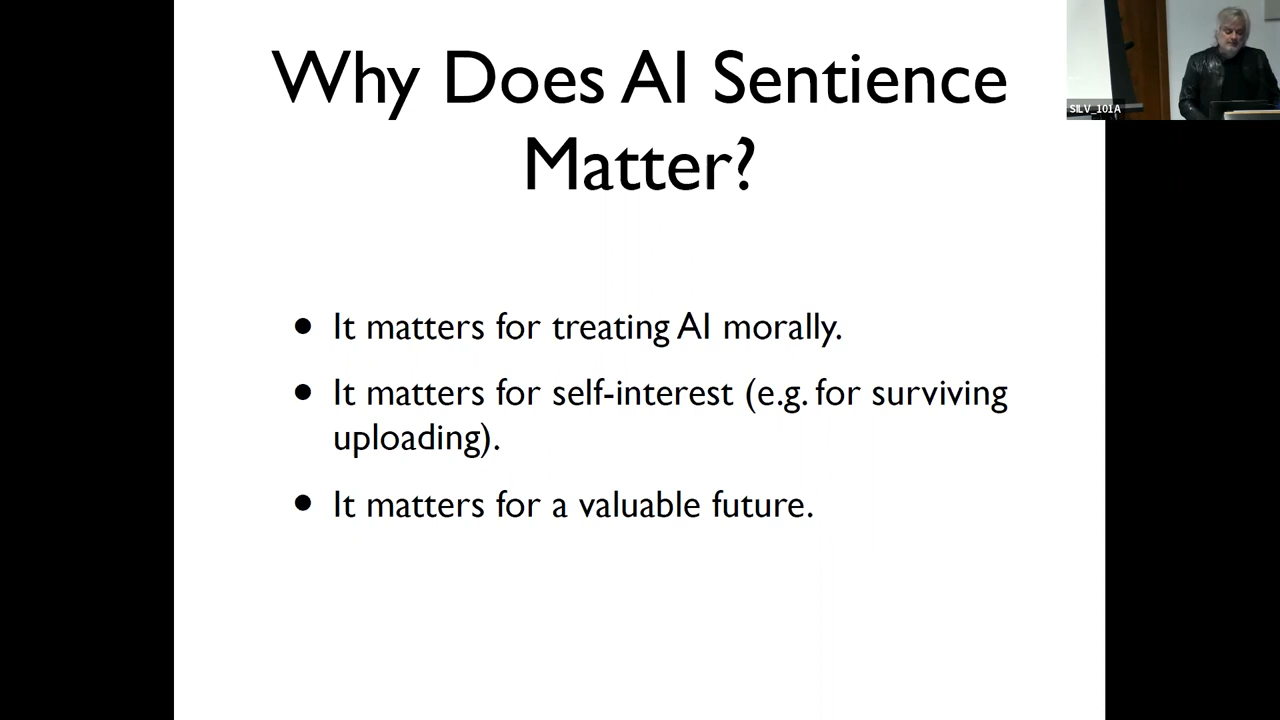 Why Does AI Sentience
Matter?
• It matters for treating AI morally.
• It matters for self-interest (e.g. for surviving
uploading).
• It matters for a valuable future.
SILV_101A